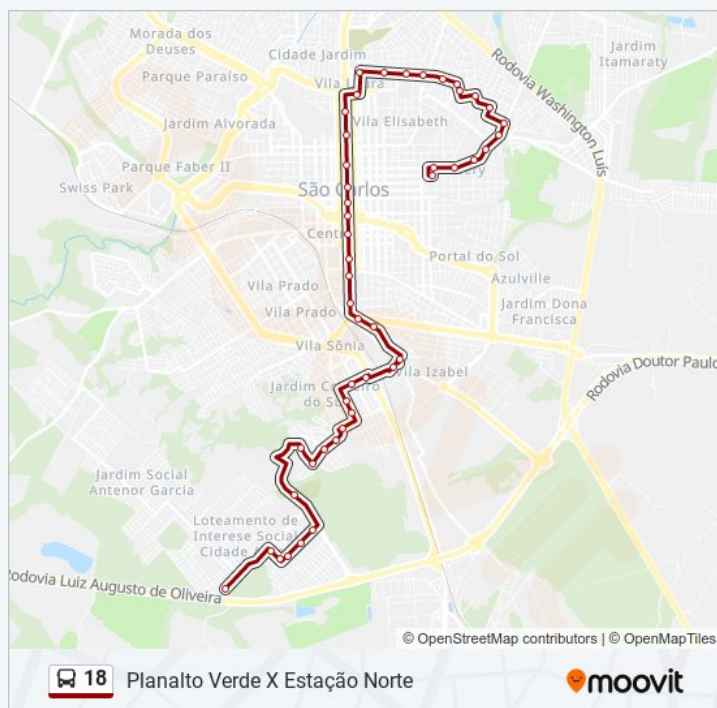 Morada dos
Deuses
Cidade Jardim
Jardim
Itamaraty
Parque Paraíso
Rodovia Washington Luís
Jardim Alvorada
Vila Elisabeth
Parque Faber II
Swiss Park
São Carlos
Centro
Portal do Sol
Azulville
Vila Prado
Jardim Dona
Francisca
Vila Prado
Vila Sônia
Rodovia Doutor Paulo
Vila Izabel
Jardim Social
Antenor Garcia
Loteamento de
Interese Social
Rodovia Luiz Augusto de Oliveira
© OpenStreetMap contributors | © OpenMapTiles
18 Planalto Verde X Estação Norte
moovit